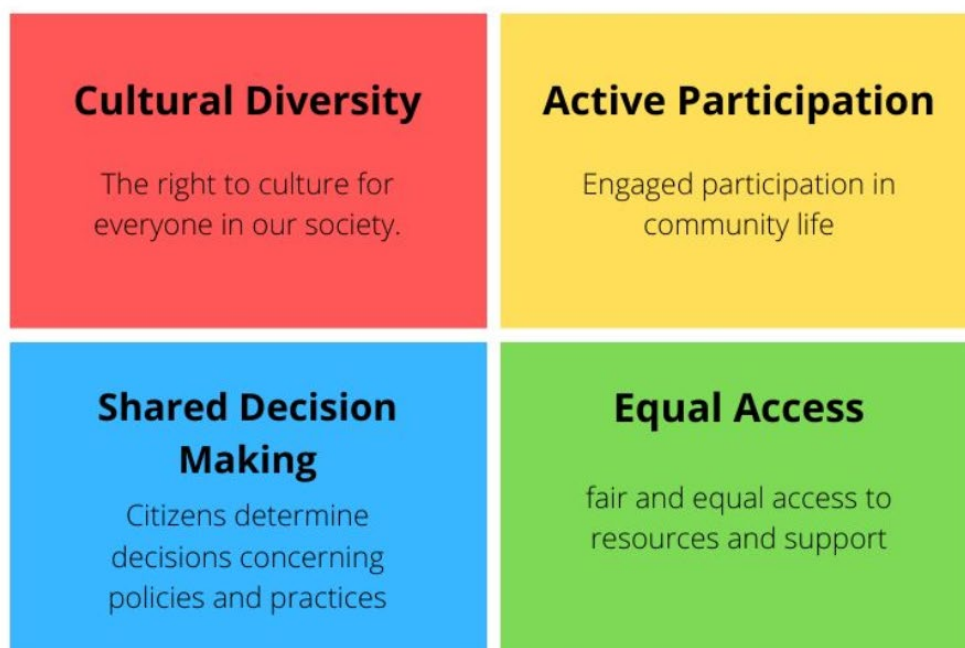 Cultural Diversity
The right to culture for
everyone in our society.
Active Participation
Engaged participation in
community life
Shared Decision
Making
Citizens determine
decisions concerning
policies and practices
Equal Access
fair and equal access to
resources and support